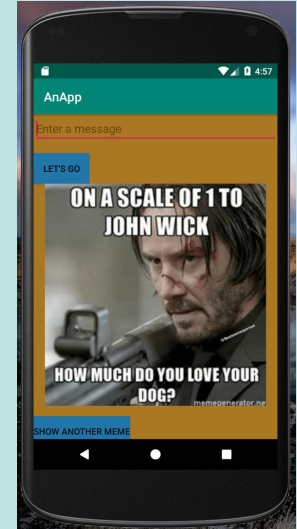 4:57
AnApp
Enter a message
LET'S GO
ON A SCALE OF 1 TO
JOHN WICK
HOW MUCH DO YOU LOVE YOUR
DOG?
memegenerator.ne
SHOW ANOTHER MEME